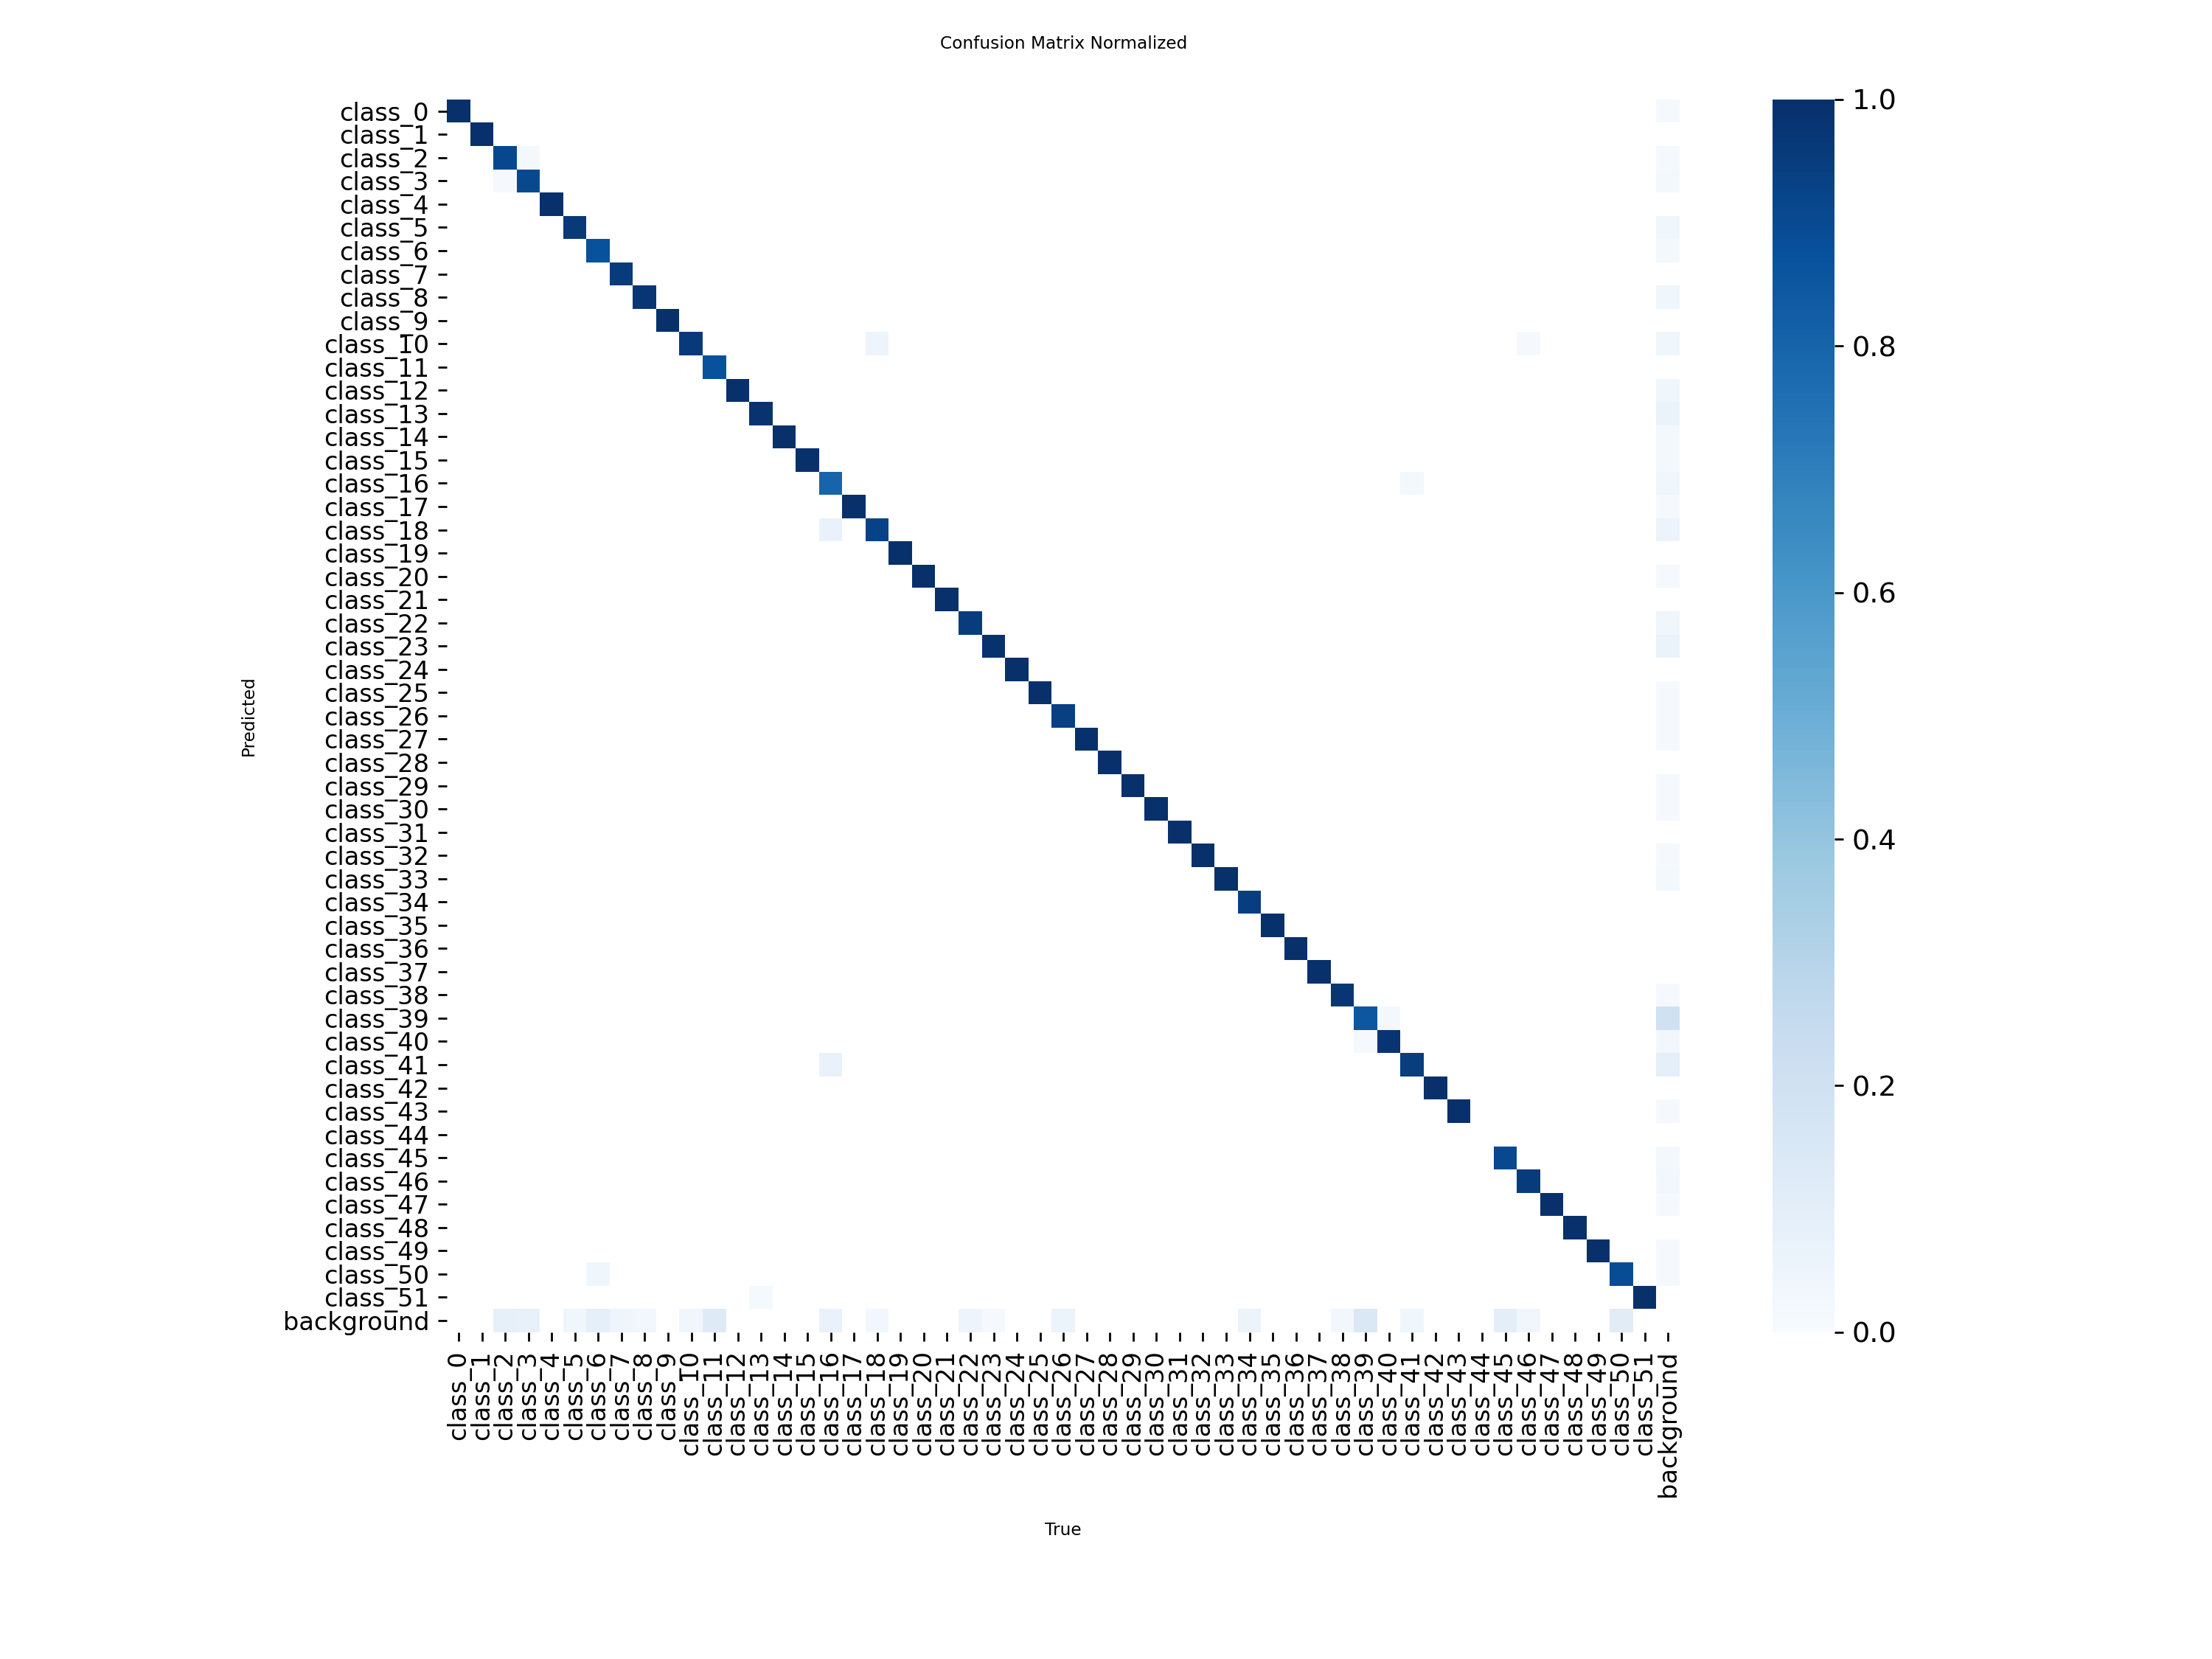 Confusion Matrix Normalized
class_0
class_1
class_2
class_3
class_4
class_5
class_6
class_7
class_8
class_9
class_10
class_11
class_12
class_13
class_14
class_15
class_16
class_17
class_18
class_19
class_20
class_21
class_22
class_23
class_24
class_25
class_26
class_27
class_28
class_29
class_30
class_31
class_32
class_33
class_34
class_35
class_36
class_37
class_38
class_39
class_40
class_41
class_42
class_43
class_44
class_45
class_46
class_47
class_48
class_49
class_50
class_51
background
Predicted
class_0
class_1
class_2
class_3
class_4
class_5
class_6
class_7
class_8
class_9
class_10
class_11
class_12
class_13
class_14
class_15
class_16
class_17
class_18
class_19
class_20
class_21
class_22
class_23
class_24
class_25
class_26
class_27
class_28
class_29
class_30
class_31
class_32
class_33
class_34
class_35
class_36
class_37
class_38
class_39
class_40
class_41
class_42
class_43
class_44
class_45
class_46
class_47
class_48
class_49
class_50
class_51
background
True
1.0
0.8
0.6
0.4
0.2
0.0